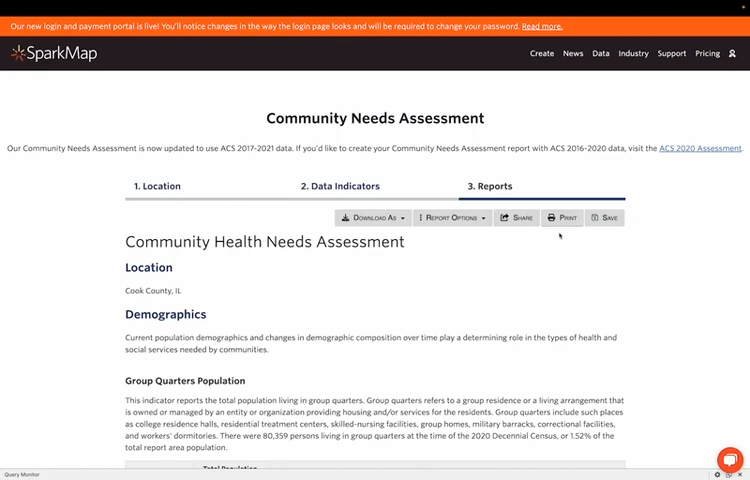 Our new login and payment portal is live! You'll notice changes in the way the login page looks and will be required to change your password. Read more.
SparkMap
Create News Data Industry Support Pricing
Community Needs Assessment
Our Community Needs Assessment is now updated to use ACS 2017-2021 data. If you'd like to create your Community Needs Assessment report with ACS 2016-2020 data, visit the ACS 2020 Assessment.
1. Location 2. Data Indicators 3. Reports
Download As Report Options Share Print Save
Community Health Needs Assessment
Location
Cook County, IL
Demographics
Current population demographics and changes in demographic composition over time play a determining role in the types of health and
social services needed by communities.
Group Quarters Population
This indicator reports the total population living in group quarters. Group quarters refers to a group residence or a living arrangement that
is owned or managed by an entity or organization providing housing and/or services for the residents. Group quarters include such places
as college residence halls, residential treatment centers, skilled-nursing facilities, group homes, military barracks, correctional facilities,
and workers' dormitories. There were 80,359 persons living in group quarters at the time of the 2020 Decennial Census, or 1.52% of the
total report area population.
Total Population
Query Monitor